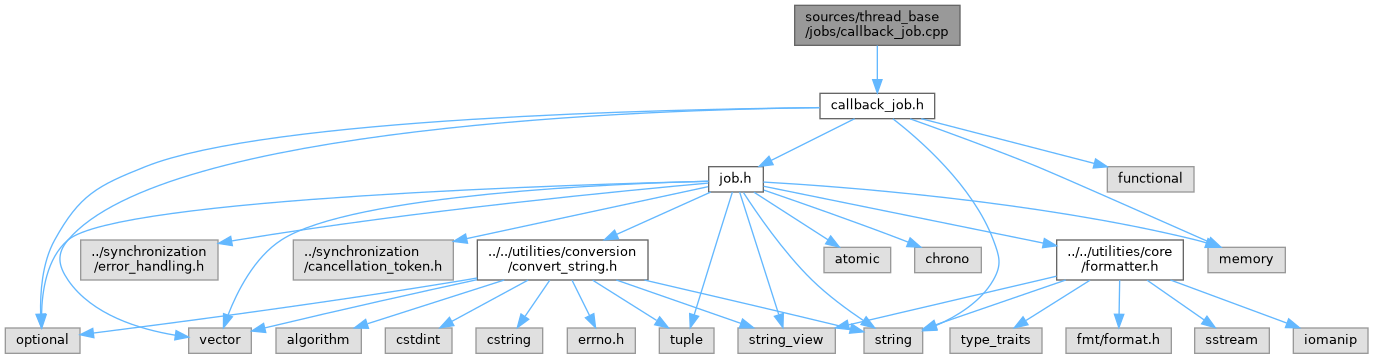 sources/thread_base
/jobs/callback_job.cpp
callback_job.h
job.h
functional
../synchronization
/error_handling.h
../synchronization
/cancellation_token.h
../../utilities/conversion
/convert_string.h
atomic
chrono
../../utilities/core
/formatter.h
memory
optional
vector
algorithm
cstdint
cstring
errno.h
tuple
string_view
string
type_traits
fmt/format.h
sstream
iomanip